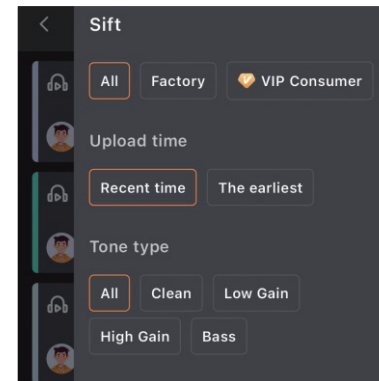 Sift
All Factory VIP Consumer
Upload time
Recent time The earliest
Tone type
All Clean Low Gain
High Gain Bass